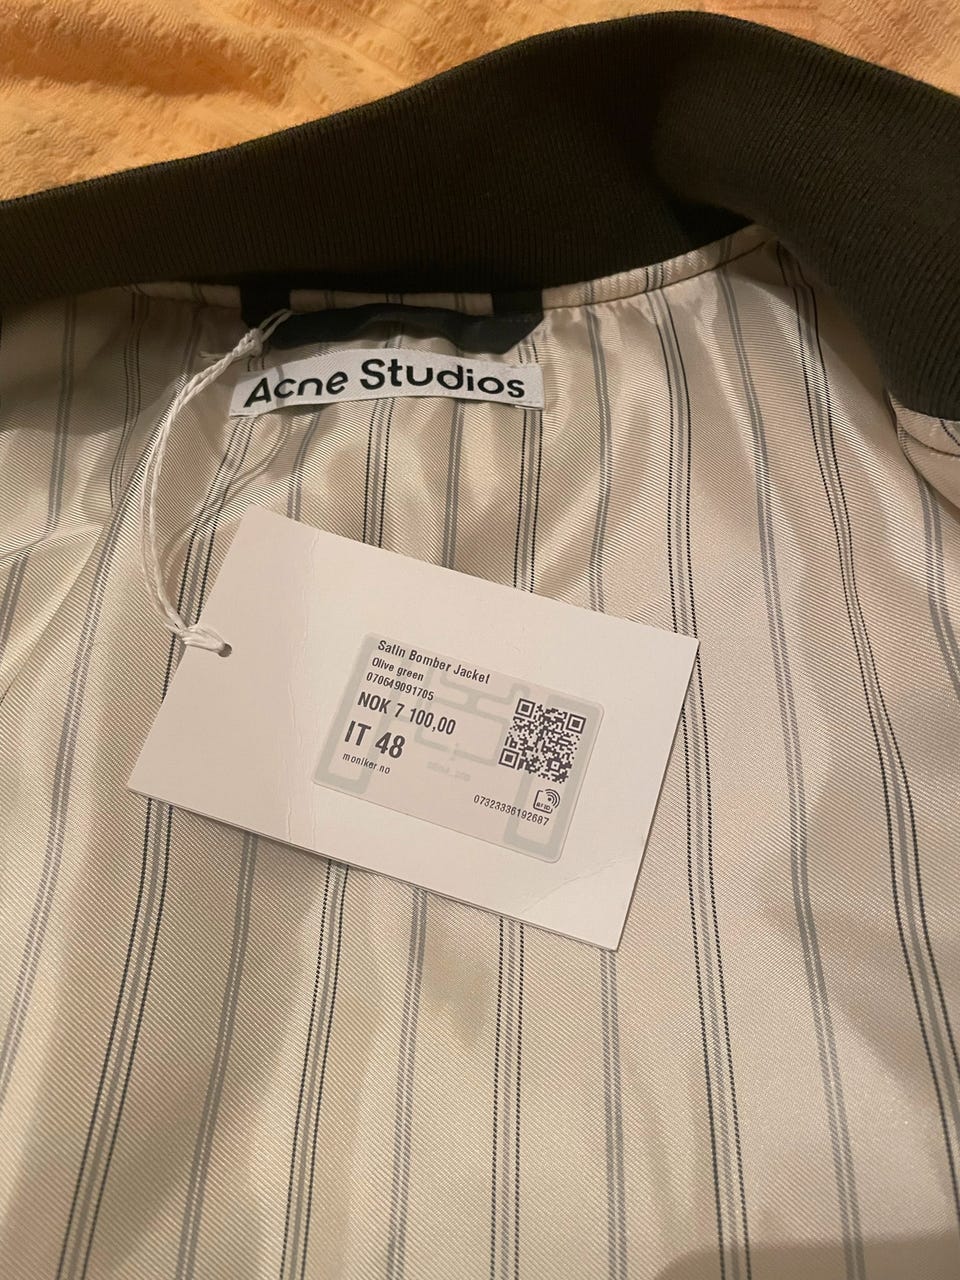 Acne Studios
Satin Bomber Jacket
Olive green
070649091705
NOK 7 100,00
IT 48
moniker.no
07323336192687